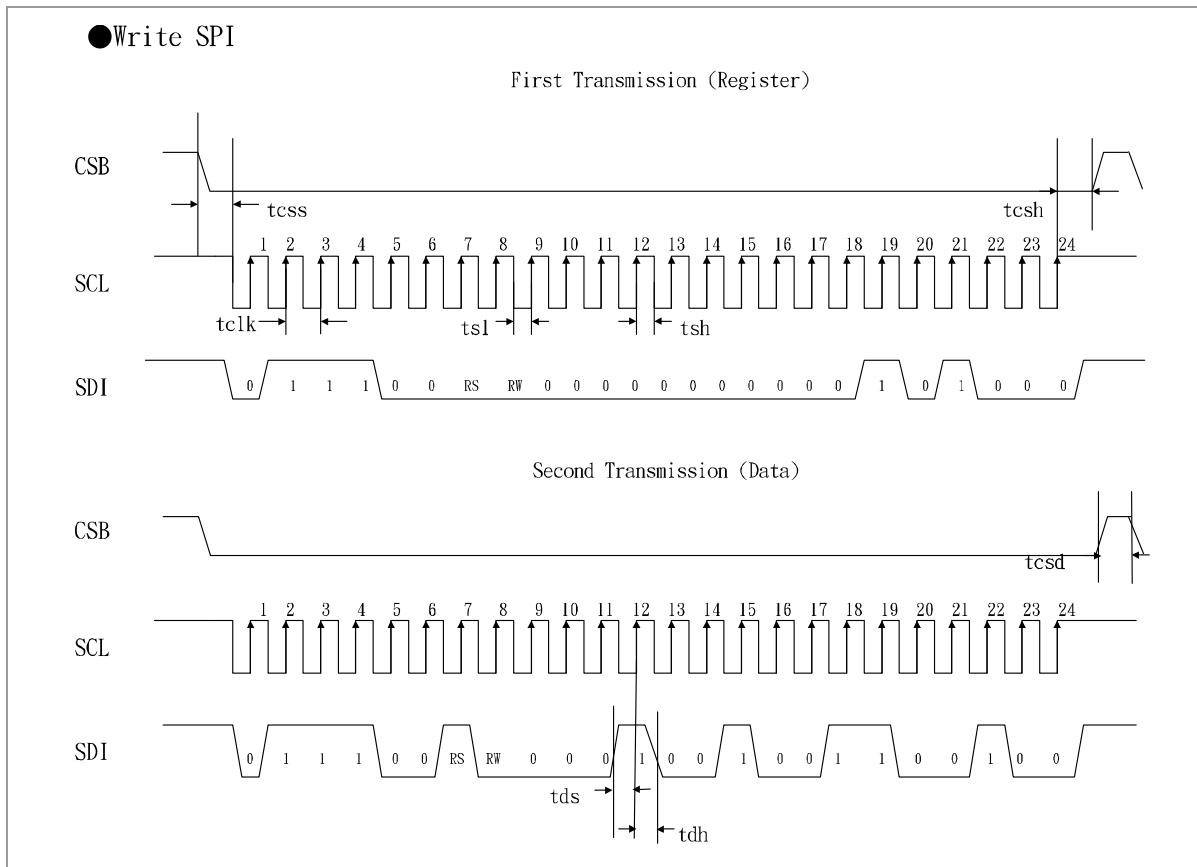 ●Write SPI
First Transmission (Register)
CSB
tcss
tcsh
1 2 3 4 5 6 7 8 9 10 11 12 13 14 15 16 17 18 19 20 21 22 23 24
SCL
tclk
tsl
tsh
SDI
0 1 1 1 0 0 RS RW 0 0 0 0 0 0 0 0 0 0 1 0 1 0 0 0
Second Transmission (Data)
CSB
tcsd
1 2 3 4 5 6 7 8 9 10 11 12 13 14 15 16 17 18 19 20 21 22 23 24
SCL
SDI
0 1 1 1 0 0 RS RW 0 0 0 1 0 0 1 0 0 1 1 0 0 1 0 0
tds
tdh